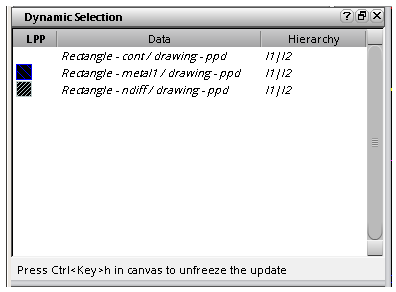 Dynamic Selection
LPP Data Hierarchy
Rectangle - cont / drawing - ppd I1|I2
Rectangle - metal1 / drawing - ppd I1|I2
Rectangle - ndiff / drawing - ppd I1|I2
Press Ctrl<Key>h in canvas to unfreeze the update